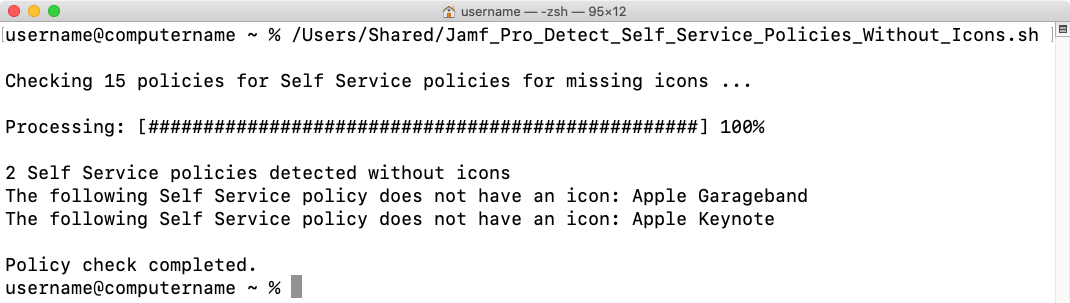 username — -zsh — 95×12
username@computername ~ % /Users/Shared/Jamf_Pro_Detect_Self_Service_Policies_Without_Icons.sh
Checking 15 policies for Self Service policies for missing icons ...
Processing: [##################################################] 100%
2 Self Service policies detected without icons
The following Self Service policy does not have an icon: Apple Garageband
The following Self Service policy does not have an icon: Apple Keynote
Policy check completed.
username@computername ~ %